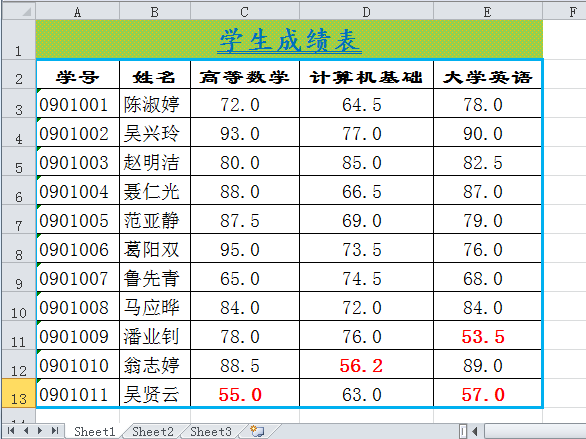 A B C D E F
1 学生成绩表
2 学号 姓名 高等数学 计算机基础 大学英语
3 0901001 陈淑婷 72.0 64.5 78.0
4 0901002 吴兴玲 93.0 77.0 90.0
5 0901003 赵明洁 80.0 85.0 82.5
6 0901004 聂仁光 88.0 66.5 87.0
7 0901005 范亚静 87.5 69.0 79.0
8 0901006 葛阳双 95.0 73.5 76.0
9 0901007 鲁先青 65.0 74.5 68.0
10 0901008 马应晔 84.0 72.0 84.0
11 0901009 潘业钊 78.0 76.0 53.5
12 0901010 翁志婷 88.5 56.2 89.0
13 0901011 吴贤云 55.0 63.0 57.0
Sheet1 Sheet2 Sheet3